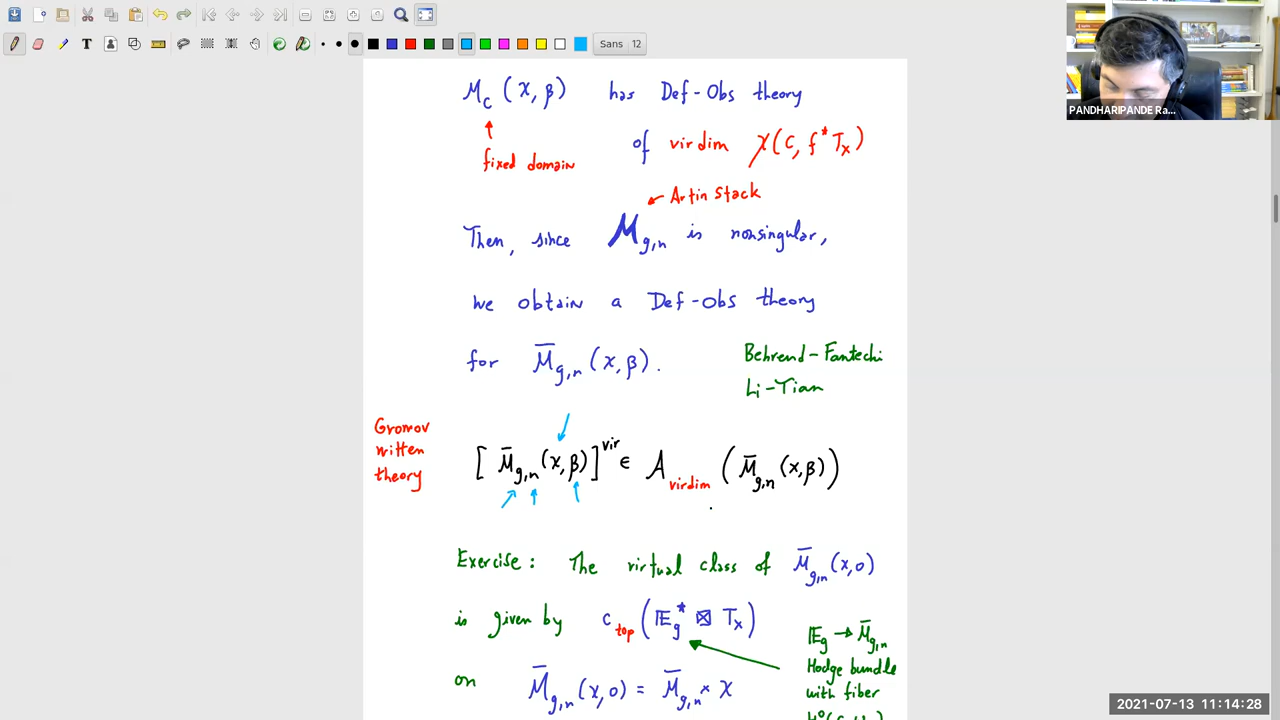 Sans 12
PANDHARIPANDE Ra...
M_C (X, β) has Def-Obs theory
fixed domain
of virdim χ(C, f*T_X)
Artin stack
Then, since M_{g,n} is nonsingular,
we obtain a Def-Obs theory
for M̄_{g,n} (X, β).
Behrend-Fantechi
Li-Tian
Gromov
Witten
theory
[M̄_{g,n}(X,β)]^{vir} ∈ A_{virdim} (M̄_{g,n}(X,β))
Exercise: The virtual class of M̄_{g,n}(X,0)
is given by c_{top} (𝔼_g^* ⊠ T_X)
on M̄_{g,n}(X,0) = M̄_{g,n} × X
𝔼_g → M̄_{g,n}
Hodge bundle
with fiber
2021-07-13 11:14:28